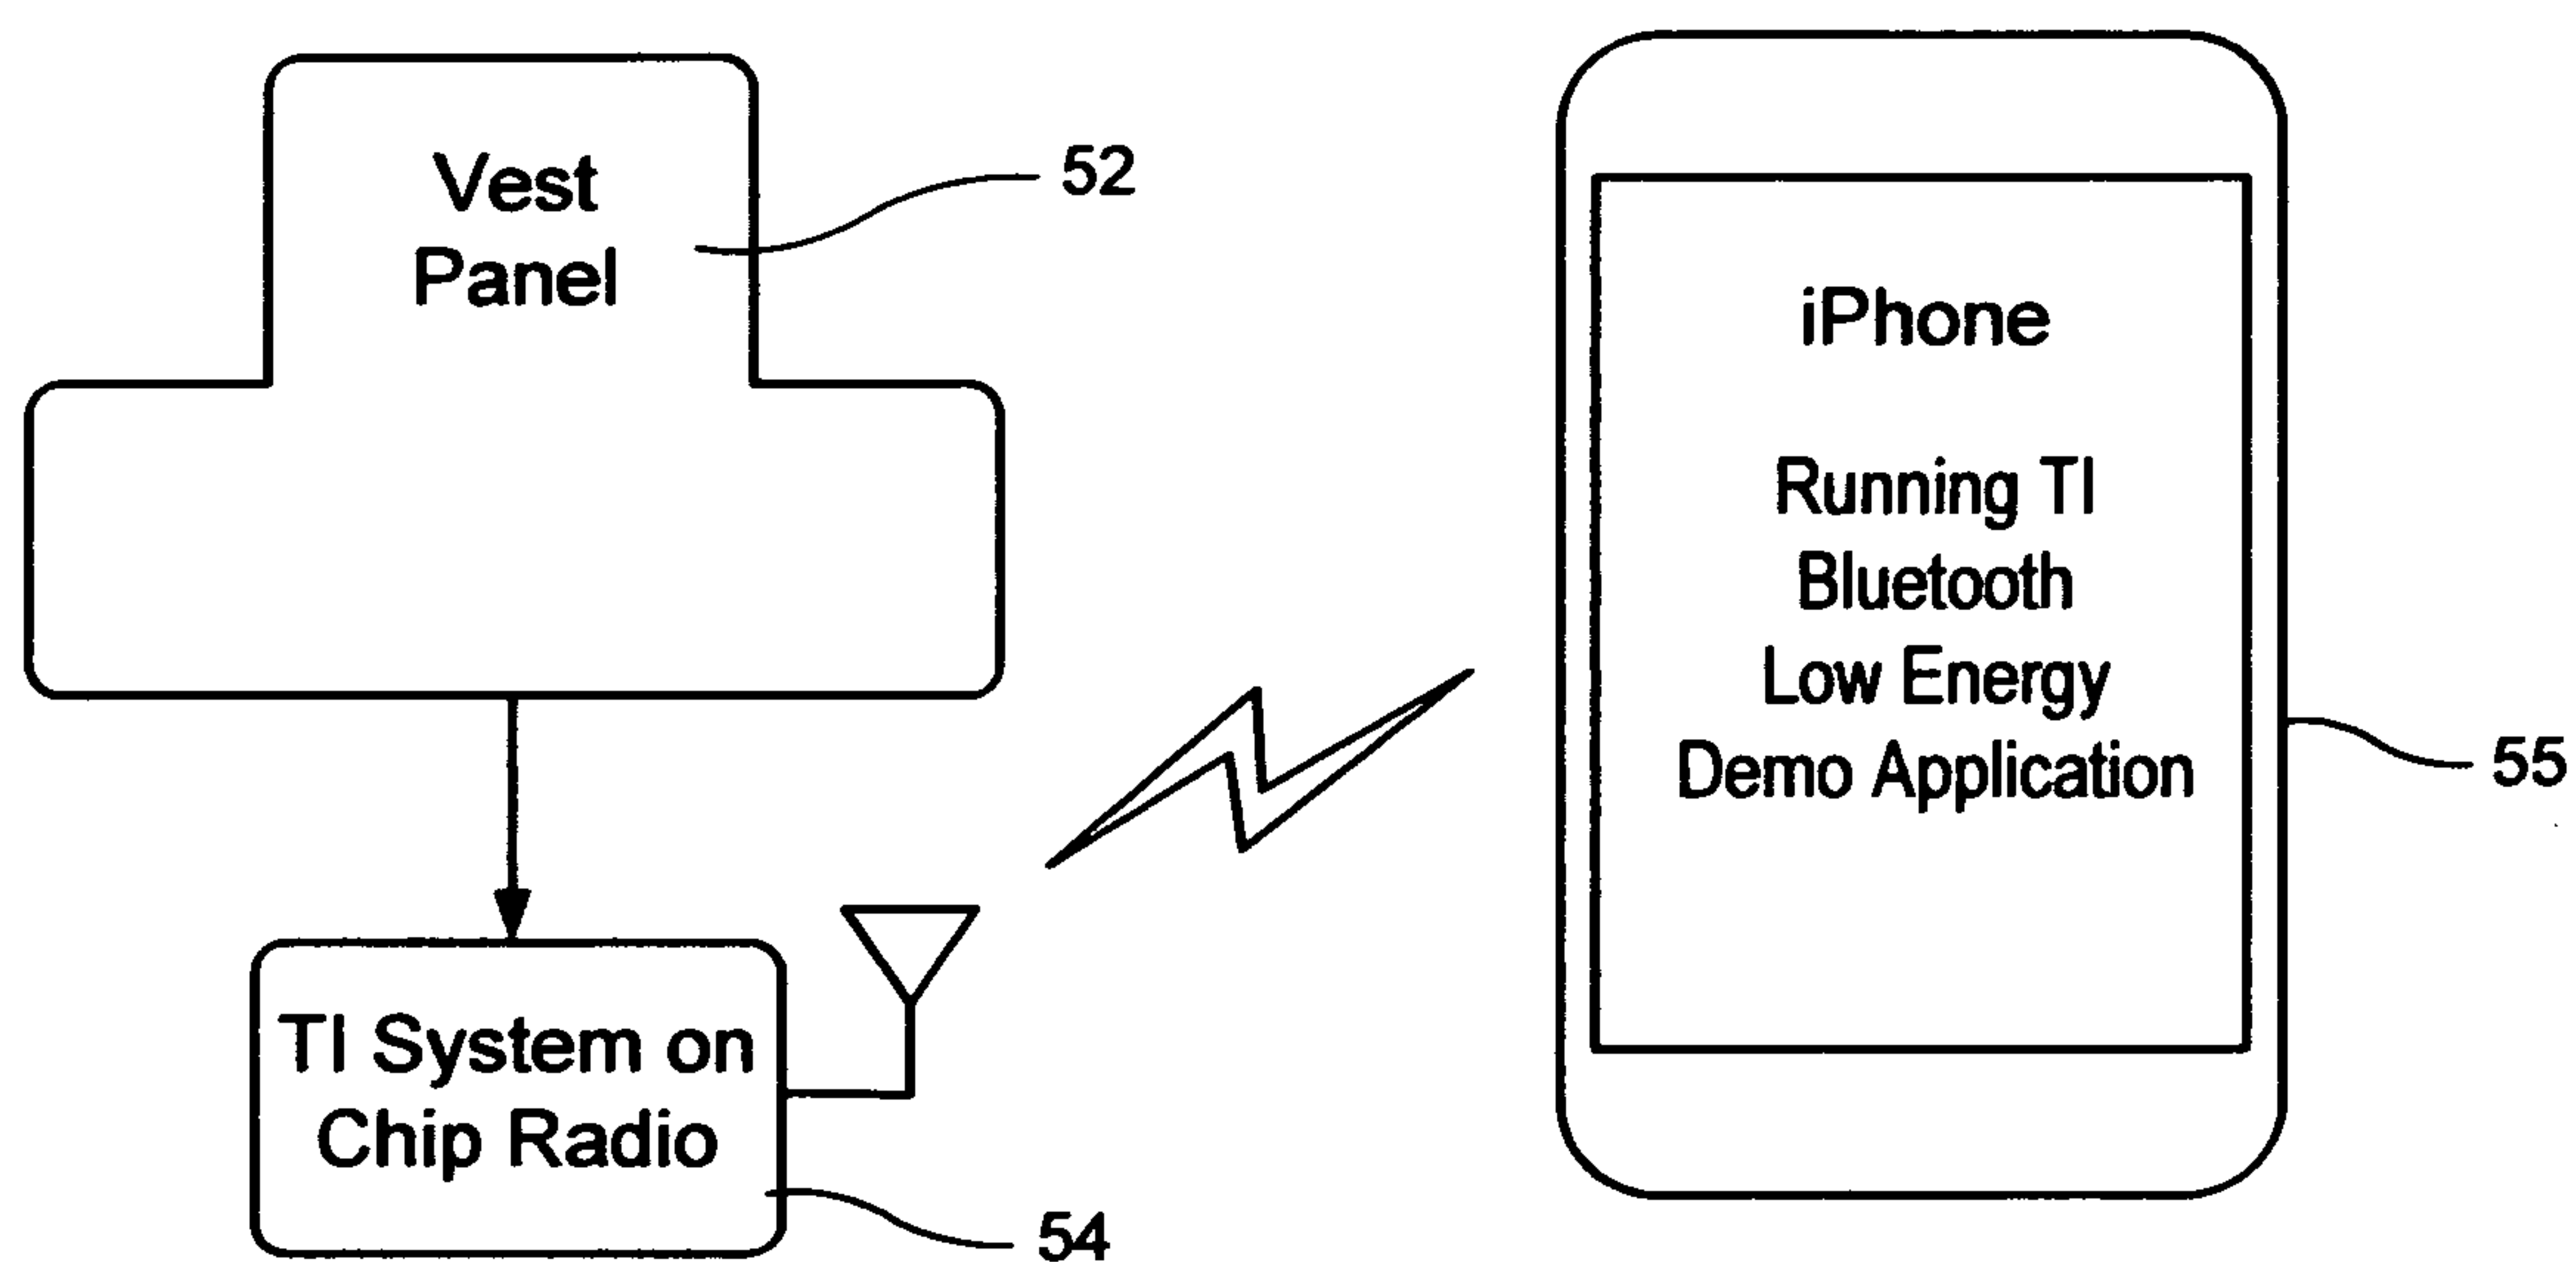 Vest
Panel
52
iPhone
Running TI
Bluetooth
Low Energy
Demo Application
55
TI System on
Chip Radio
54